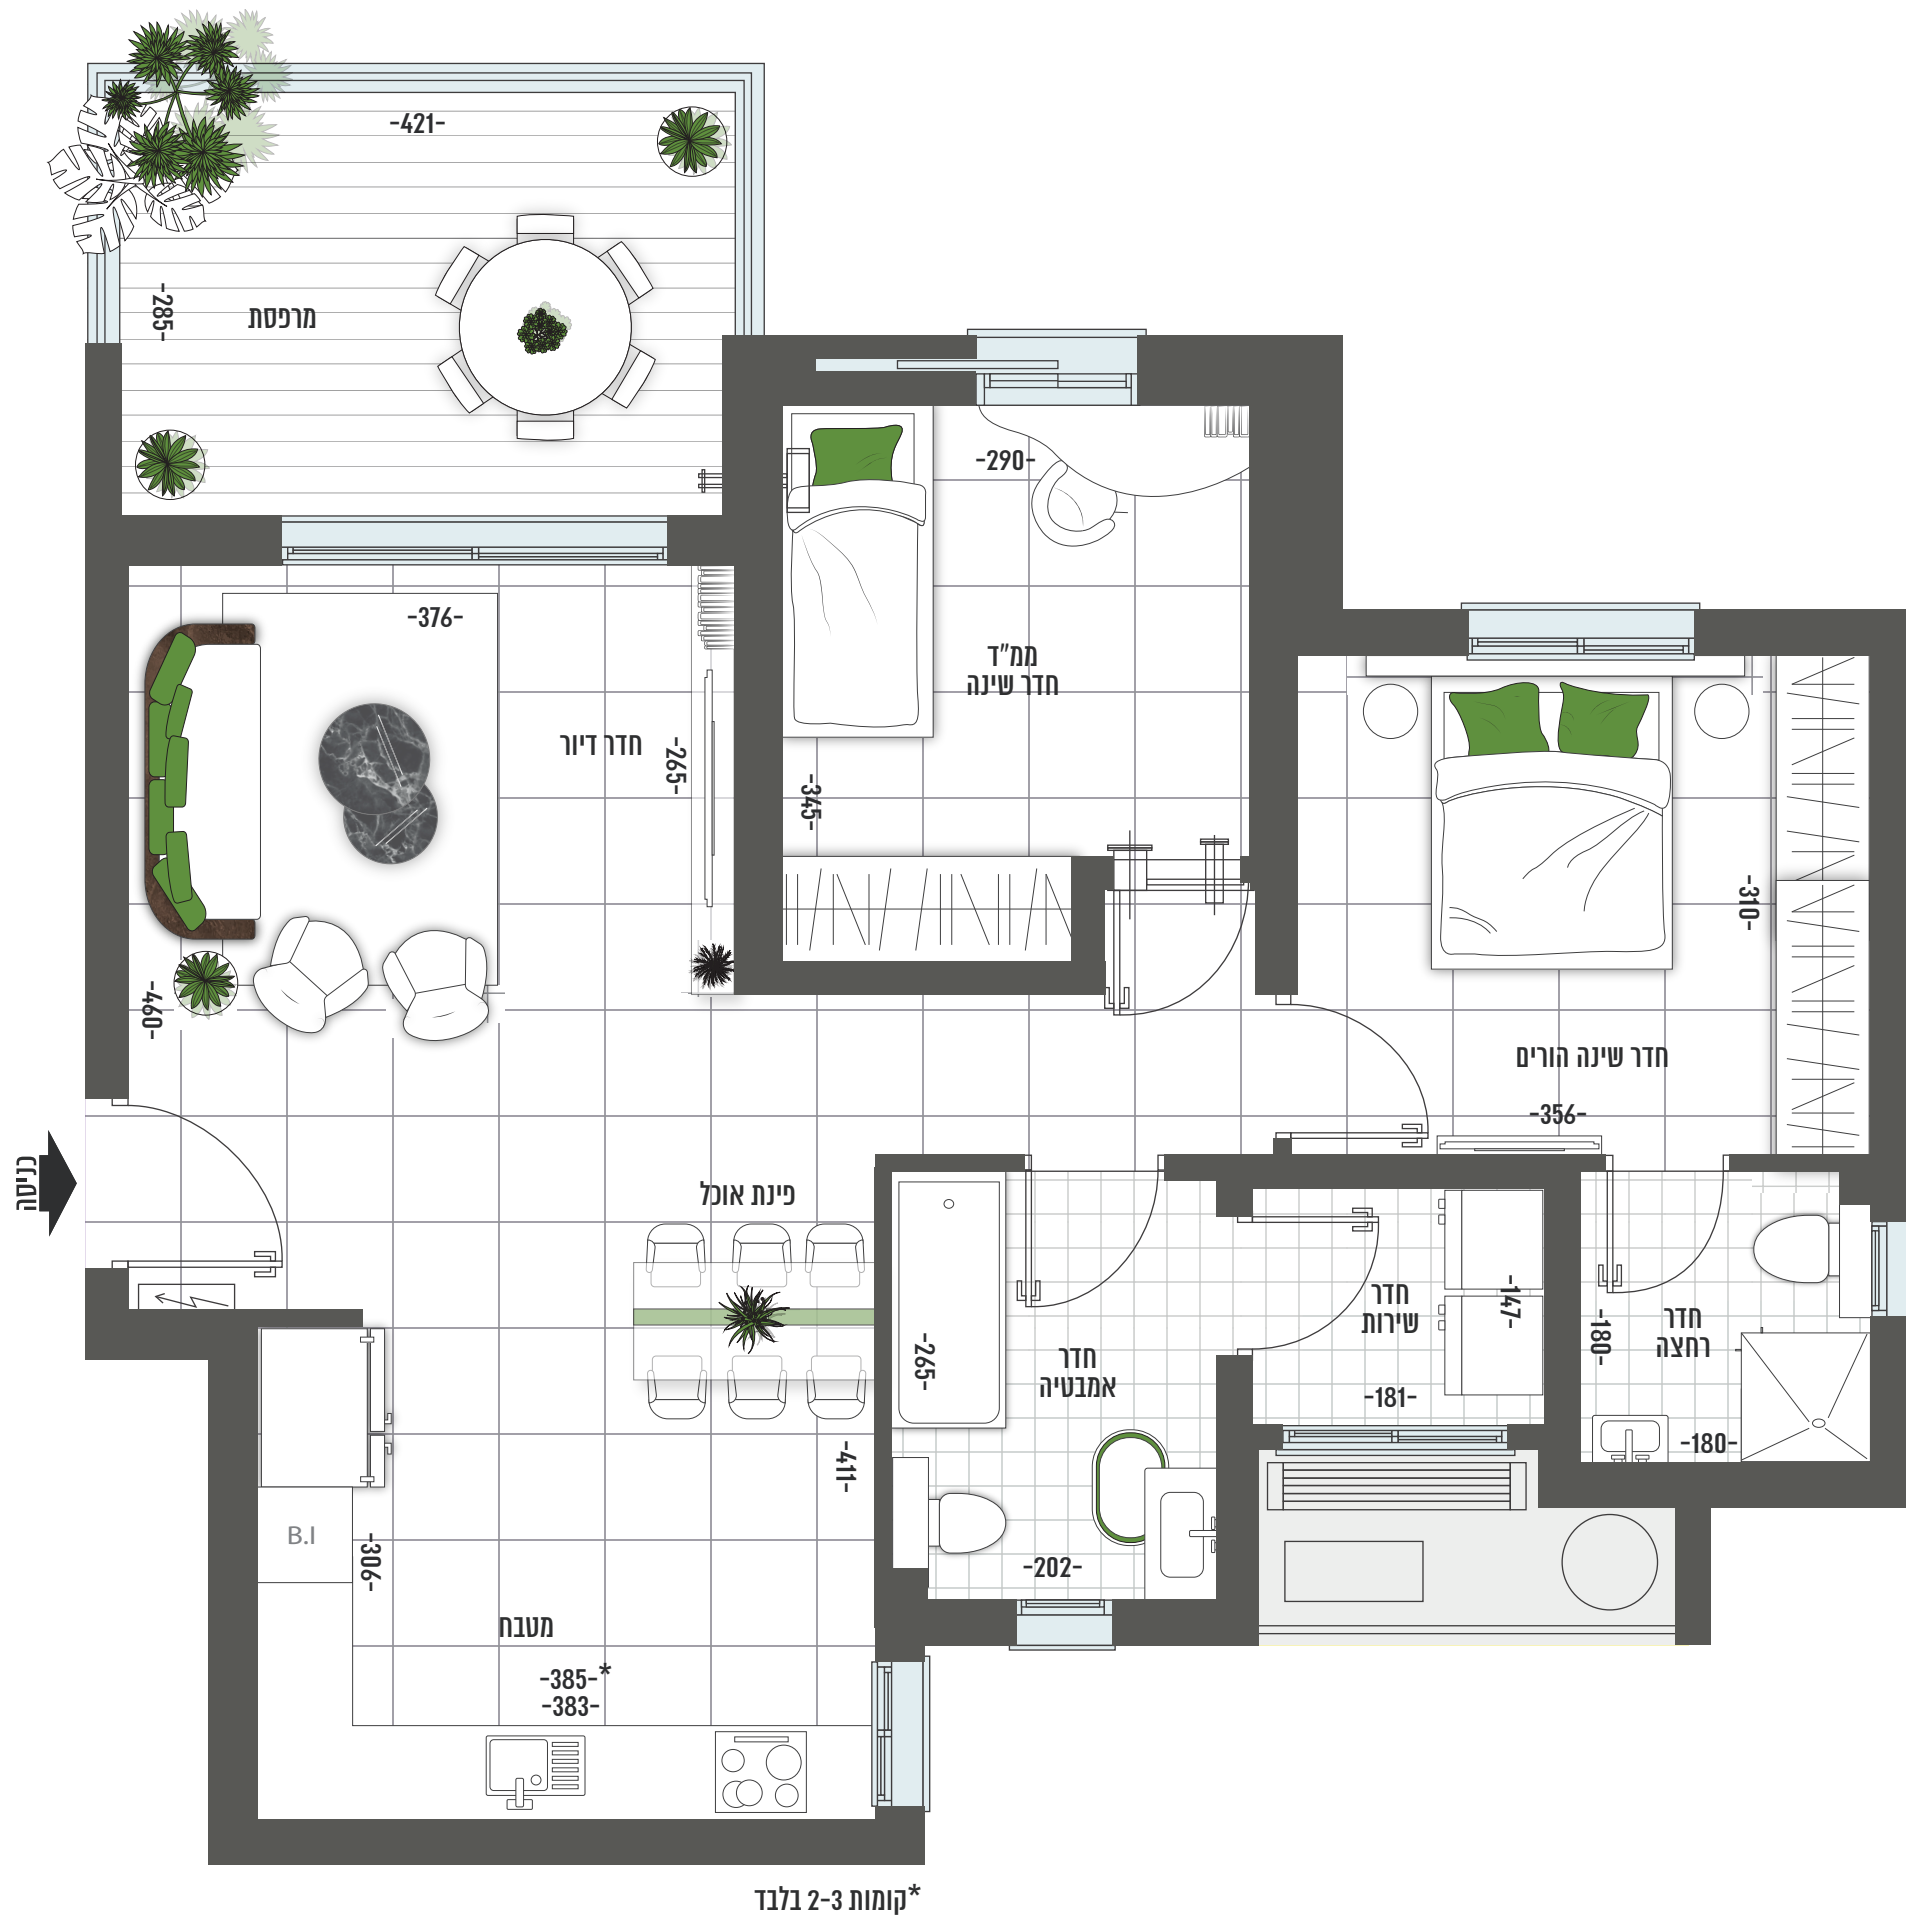 -421-
-285-
מרפסת
-290-
-376-
חדר דיור
-265-
ממ"ד
חדר שינה
-345-
-310-
-460-
חדר שינה הורים
-356-
כניסה
פינת אוכל
-265-
חדר
אמבטיה
חדר
שירות
-147-
-181-
-180-
חדר
רחצה
-180-
-411-
B.I
-306-
-202-
מטבח
*-385-
-383-
*קומות 2-3 בלבד